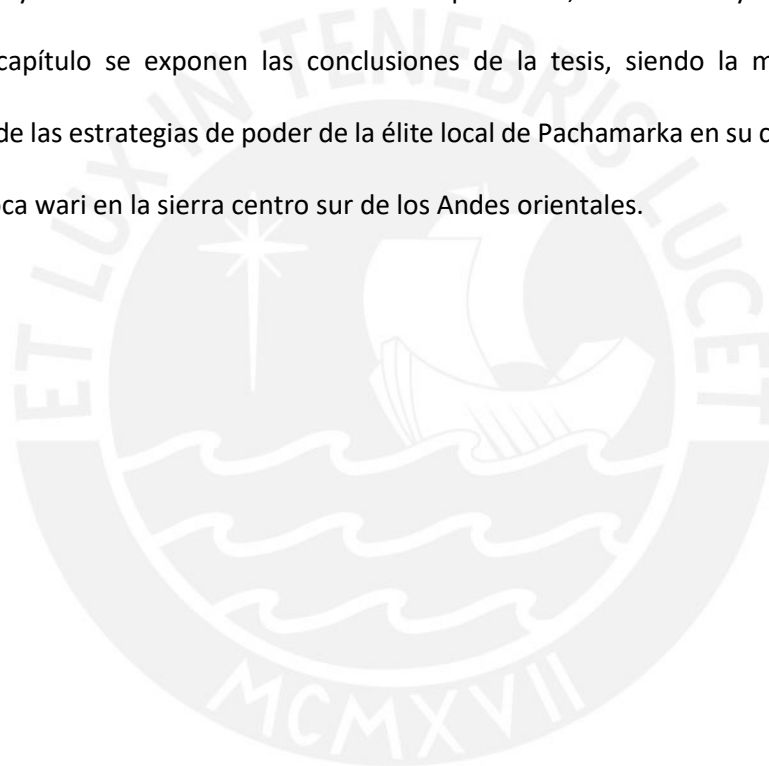 capítulo se exponen las conclusiones de la tesis, siendo la
de las estrategias de poder de la élite local de Pachamarka en su
wari en la sierra centro sur de los Andes orientales.
ET LUX IN TENEBRIS LUCET
MCMXVII